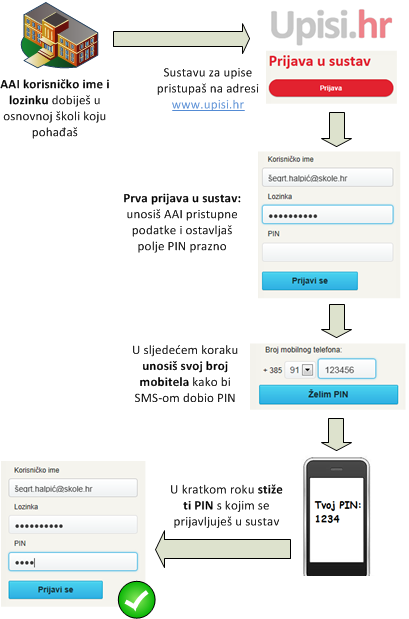 Upisi.hr
Prijava u sustav
Prijava
AAI korisničko ime i
lozinku dobiješ u
osnovnoj školi koju
pohađaš
Sustavu za upise
pristupaš na adresi
www.upisi.hr
Korisničko ime
šegrt.halpić@skole.hr
Lozinka
●●●●●●●●●●
PIN
Prijavi se
Prva prijava u sustav:
unosiš AAI pristupne
podatke i ostavljaš
polje PIN prazno
U sljedećem koraku
unosiš svoj broj
mobitela kako bi
SMS-om dobio PIN
Broj mobilnog telefona:
+ 385 91 123456
Želim PIN
Tvoj PIN:
1234
U kratkom roku stiže
ti PIN s kojim se
prijavljuješ u sustav
Korisničko ime
šegrt.halpić@skole.hr
Lozinka
●●●●●●●●●●
PIN
●●●●
Prijavi se